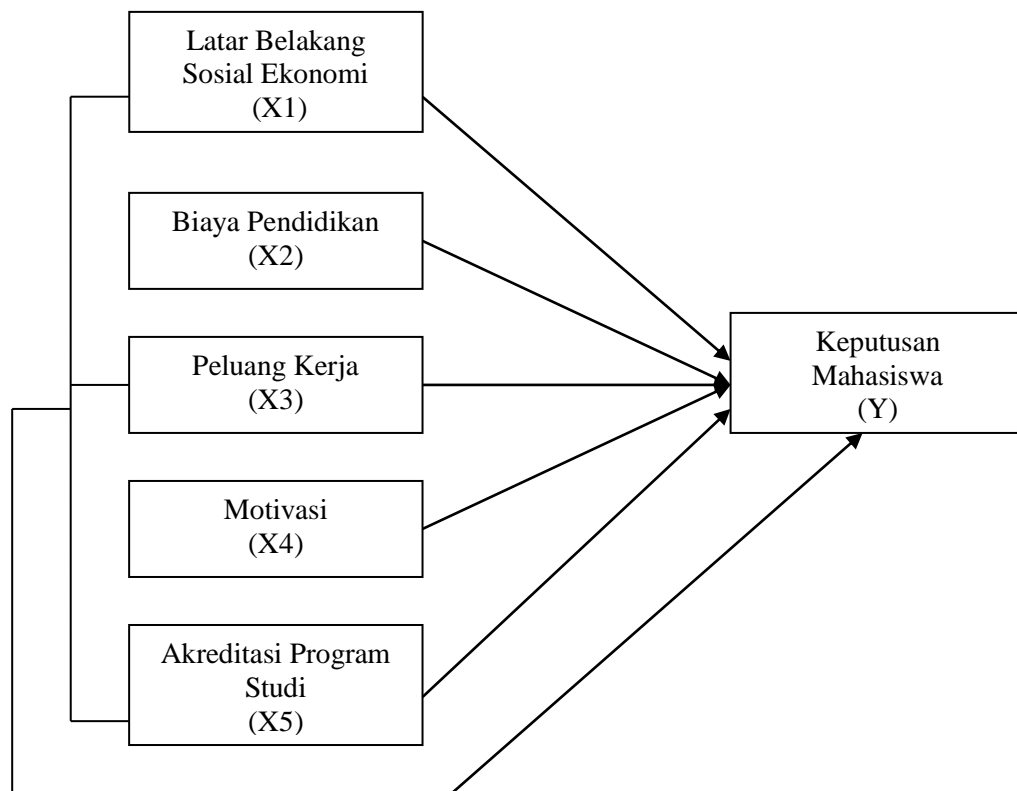 Latar Belakang
Sosial Ekonomi
(X1)
Biaya Pendidikan
(X2)
Peluang Kerja
(X3)
Motivasi
(X4)
Akreditasi Program
Studi
(X5)
Keputusan
Mahasiswa
(Y)